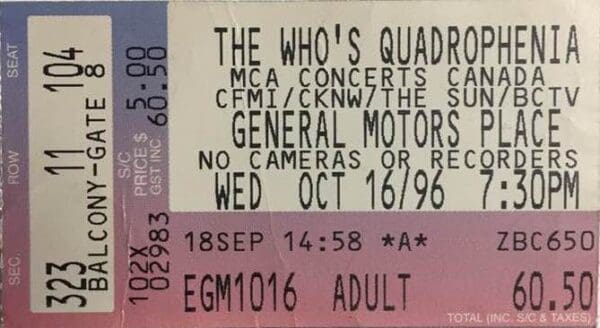 THE WHO'S QUADROPHENIA
MCA CONCERTS CANADA
CFMI/CKNW/THE SUN/BCTV
GENERAL MOTORS PLACE
NO CAMERAS OR RECORDERS
WED OCT 16/96 7:30PM
18SEP 14:58 *A* ZBC650
EGM1016 ADULT 60.50
TOTAL (INC. S/C & TAXES)
SEC. ROW SEAT
323 11 104
BALCONY-GATE 8
S/C 5.00
PRICE $
GST INC. 60.50
102X
02983